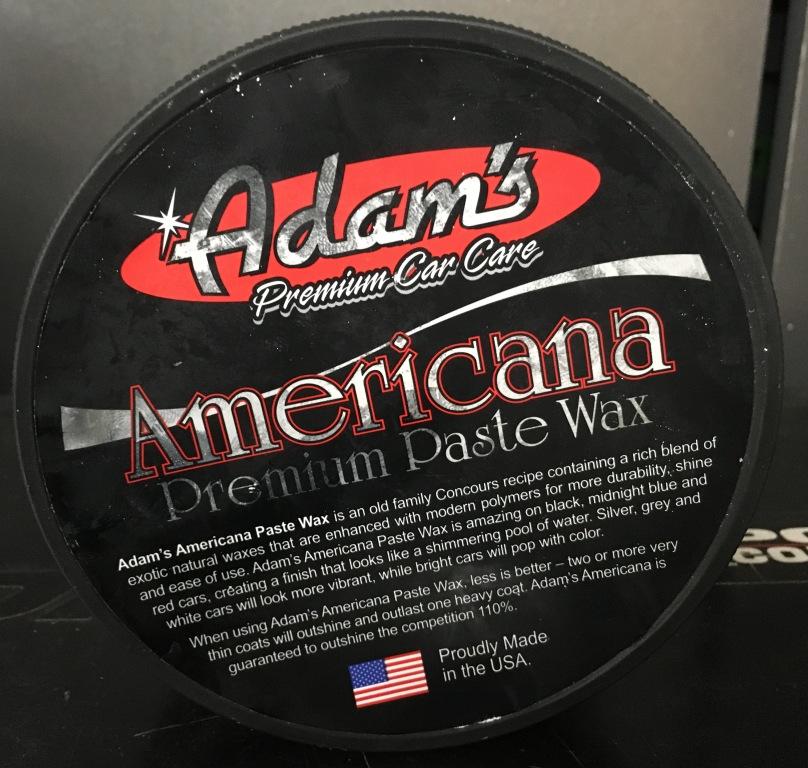 Adam's
Premium Car Care
Americana
Premium Paste Wax
Adam's Americana Paste Wax is an old family Concours recipe containing a rich blend of
exotic natural waxes that are enhanced with modern polymers for more durability, shine
and ease of use. Adam's Americana Paste Wax is amazing on black, midnight blue and
red cars, creating a finish that looks like a shimmering pool of water. Silver, grey and
white cars will look more vibrant, while bright cars will pop with color.
When using Adam's Americana Paste Wax, less is better – two or more very
thin coats will outshine and outlast one heavy coat. Adam's Americana is
guaranteed to outshine the competition 110%.
Proudly Made
in the USA.